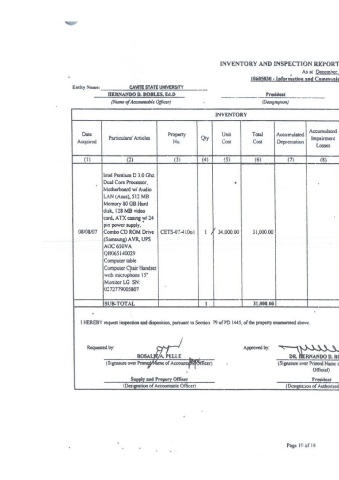 INVENTORY AND INSPECTION REPORT
As at December
10605030 - Information and Communic
Entity Name: CAVITE STATE UNIVERSITY
HERNANDO D. ROBLES, Ed.D
President
(Name of Accountable Officer)
(Designation)
INVENTORY
Date Acquired
Particulars/ Articles
Property No.
Qty
Unit Cost
Total Cost
Accumulated Depreciation
Accumulated Impairment Losses
(1) (2) (3) (4) (5) (6) (7) (8)
Intel Pentium D 3.0 Ghz
Dual Core Processor,
Motherboard w/ Audio
LAN (Asus), 512 MB
Memory 80 GB Hard
disk, 128 MB video
card, ATX casing w/ 24
pin power supply,
08/08/07 Combo CD ROM Drive CETS-07-410 1 31,000.00 31,000.00
(Samsung) AVR, UPS
AOC 650VA
QH065140029
Computer table
Computer Chair Handset
with microphone 15"
Monitor LG SN:
027277905807
SUB-TOTAL 1 31,000.00
I HEREBY request inspection and disposition, pursuant to Section 79 of PD 1445, of the property enumerated above.
Requested by:
Approved by:
ROSALI A. PELLE
DR. HERNANDO D. R
(Signature over Printed Name of Accountable Officer)
(Signature over Printed Name
Official)
Supply and Propery Officer
President
(Designation of Accountable Officer)
(Designation of Authorized
Page 10 of 16